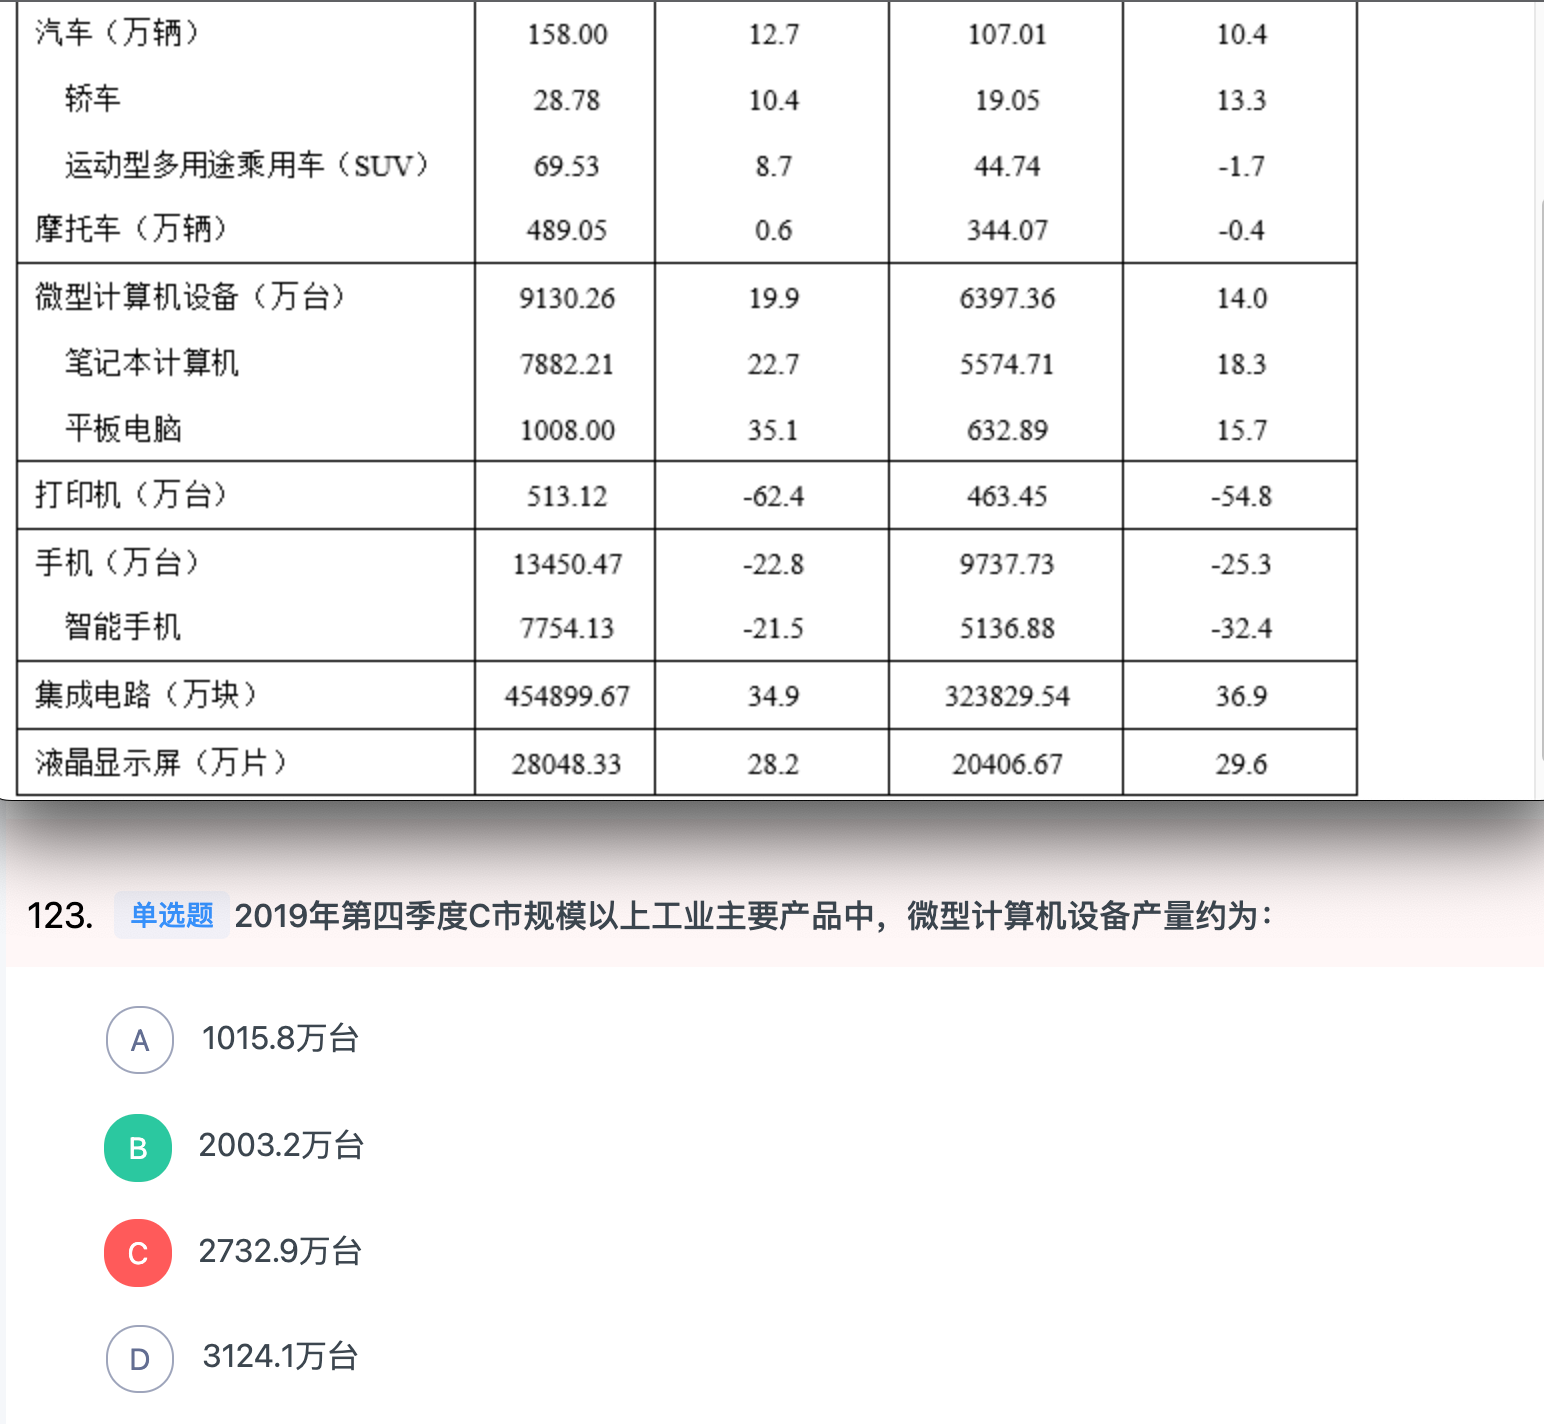 汽车（万辆） 158.00 12.7 107.01 10.4
轿车 28.78 10.4 19.05 13.3
运动型多用途乘用车（SUV） 69.53 8.7 44.74 -1.7
摩托车（万辆） 489.05 0.6 344.07 -0.4
微型计算机设备（万台） 9130.26 19.9 6397.36 14.0
笔记本计算机 7882.21 22.7 5574.71 18.3
平板电脑 1008.00 35.1 632.89 15.7
打印机（万台） 513.12 -62.4 463.45 -54.8
手机（万台） 13450.47 -22.8 9737.73 -25.3
智能手机 7754.13 -21.5 5136.88 -32.4
集成电路（万块） 454899.67 34.9 323829.54 36.9
液晶显示屏（万片） 28048.33 28.2 20406.67 29.6
123. 单选题 2019年第四季度C市规模以上工业主要产品中，微型计算机设备产量约为：
A 1015.8万台
B 2003.2万台
C 2732.9万台
D 3124.1万台